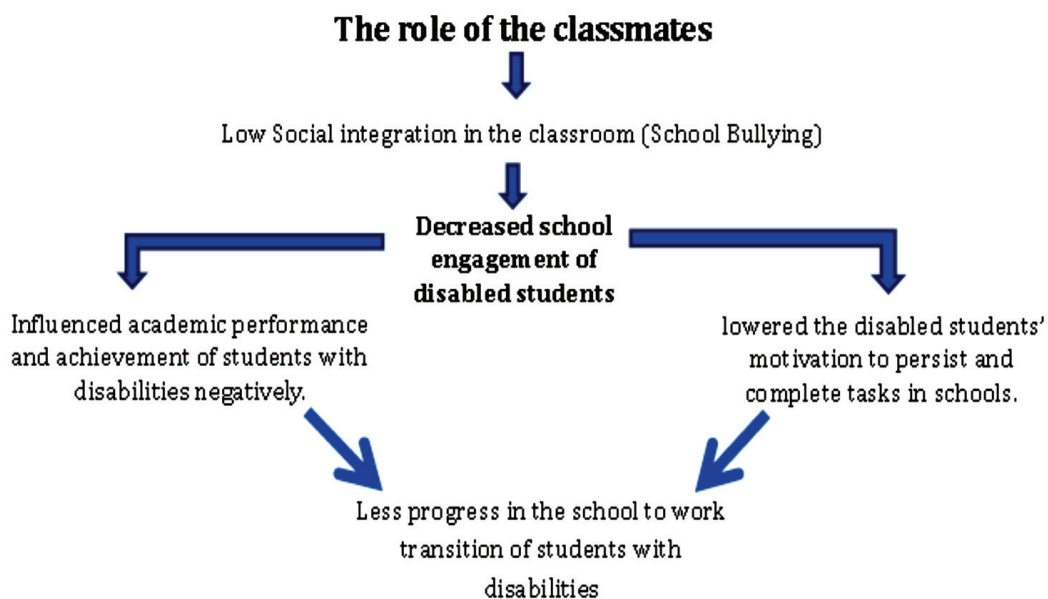 The role of the classmates
Low Social integration in the classroom (School Bullying)
Decreased school
engagement of
disabled students
Influenced academic performance
and achievement of students with
disabilities negatively.
lowered the disabled students'
motivation to persist and
complete tasks in schools.
Less progress in the school to work
transition of students with
disabilities